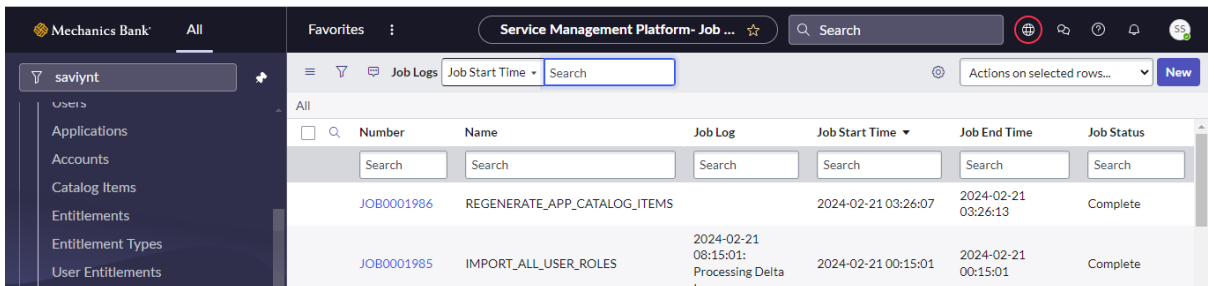 Mechanics Bank
All
Favorites
Service Management Platform- Job ...
Search
SS
saviynt
Job Logs
Job Start Time
Search
Actions on selected rows...
New
Users
Applications
Accounts
Catalog Items
Entitlements
Entitlement Types
User Entitlements
All
Number Name Job Log Job Start Time Job End Time Job Status
Search Search Search Search Search Search
JOB0001986 REGENERATE_APP_CATALOG_ITEMS 2024-02-21 03:26:07 2024-02-21 Complete
03:26:13
2024-02-21
08:15:01:
JOB0001985 IMPORT_ALL_USER_ROLES Processing Delta 2024-02-21 00:15:01 2024-02-21 Complete
00:15:01